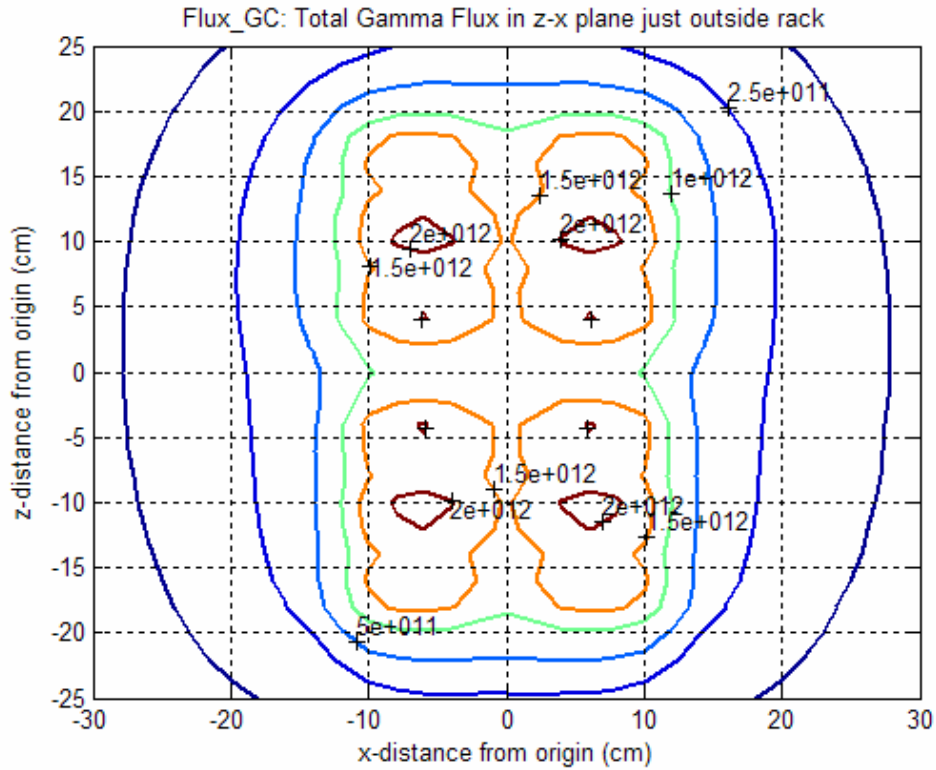 Flux_GC: Total Gamma Flux in z-x plane just outside rack
25
20
15
10
5
0
-5
-10
-15
-20
-25
z-distance from origin (cm)
2.5e+011
1.5e+012
1e+012
2e+012
2e+012
1.5e+012
1.5e+012
2e+012
2e+012
1.5e+012
5e+011
-30
-20
-10
0
10
20
30
x-distance from origin (cm)